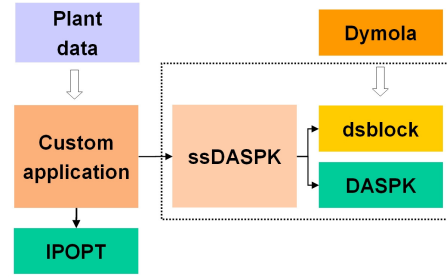 Plant
data
Dymola
Custom
application
ssDASPK
dsblock
DASPK
IPOPT